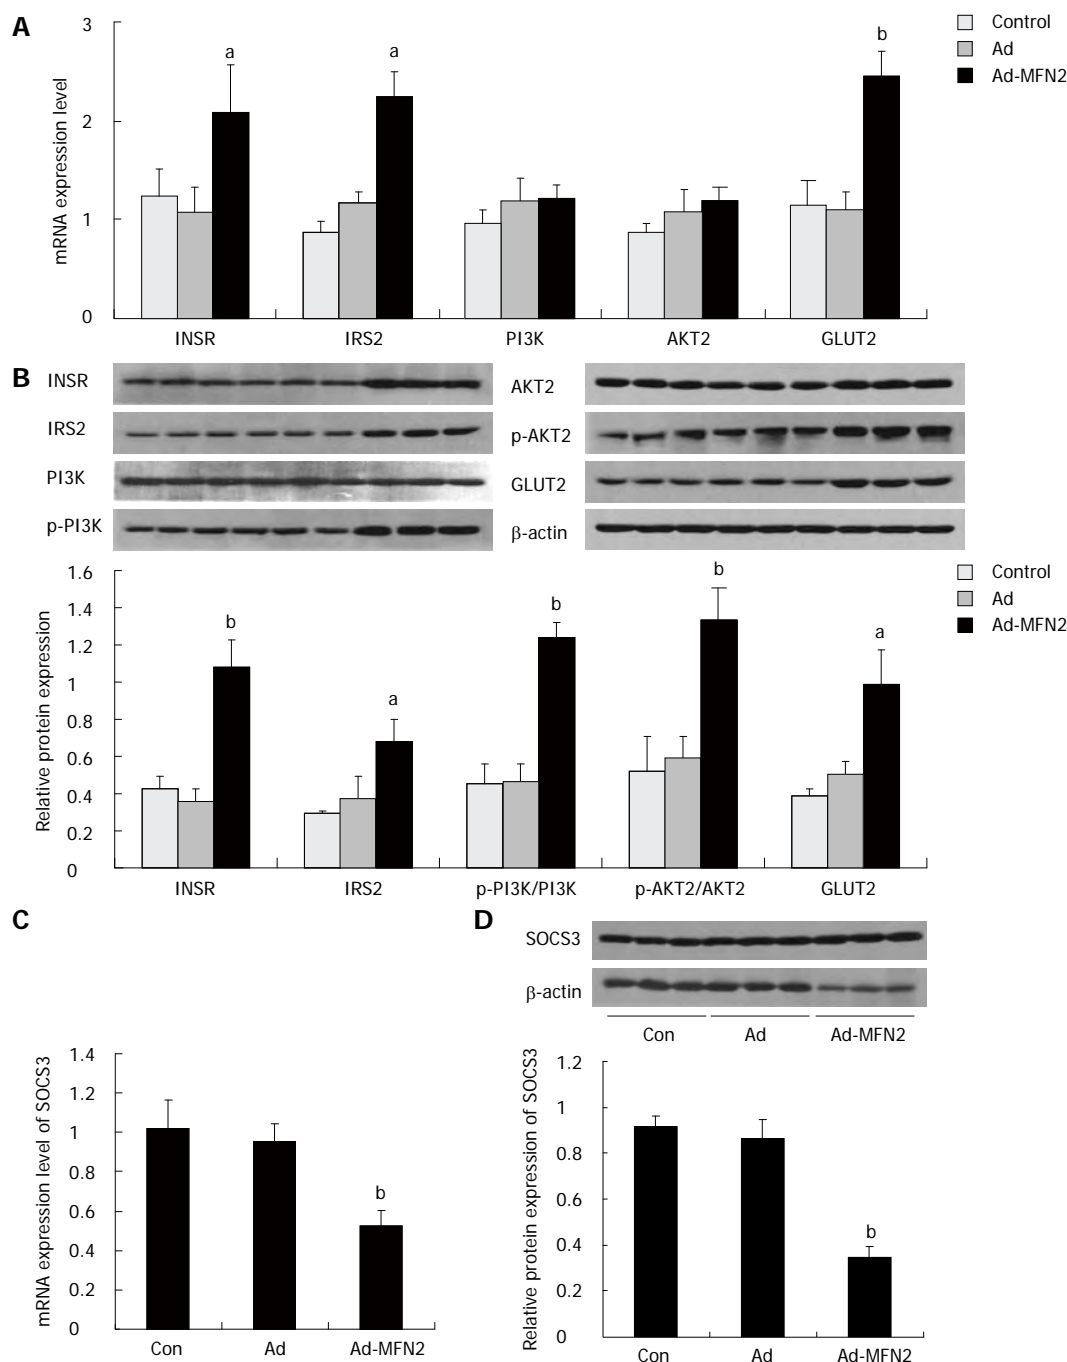 A
mRNA expression level
3
2
1
0
a
a
b
Control
Ad
Ad-MFN2
INSR
IRS2
PI3K
AKT2
GLUT2
B
INSR
IRS2
PI3K
p-PI3K
AKT2
p-AKT2
GLUT2
β-actin
Relative protein expression
1.6
1.4
1.2
1
0.8
0.6
0.4
0.2
0
b
a
b
b
a
Control
Ad
Ad-MFN2
INSR
IRS2
p-PI3K/PI3K
p-AKT2/AKT2
GLUT2
C
mRNA expression level of SOCS3
1.4
1.2
1
0.8
0.6
0.4
0.2
0
b
Con
Ad
Ad-MFN2
D
SOCS3
β-actin
Con
Ad
Ad-MFN2
Relative protein expression of SOCS3
1.2
1
0.8
0.6
0.4
0.2
0
b
Con
Ad
Ad-MFN2